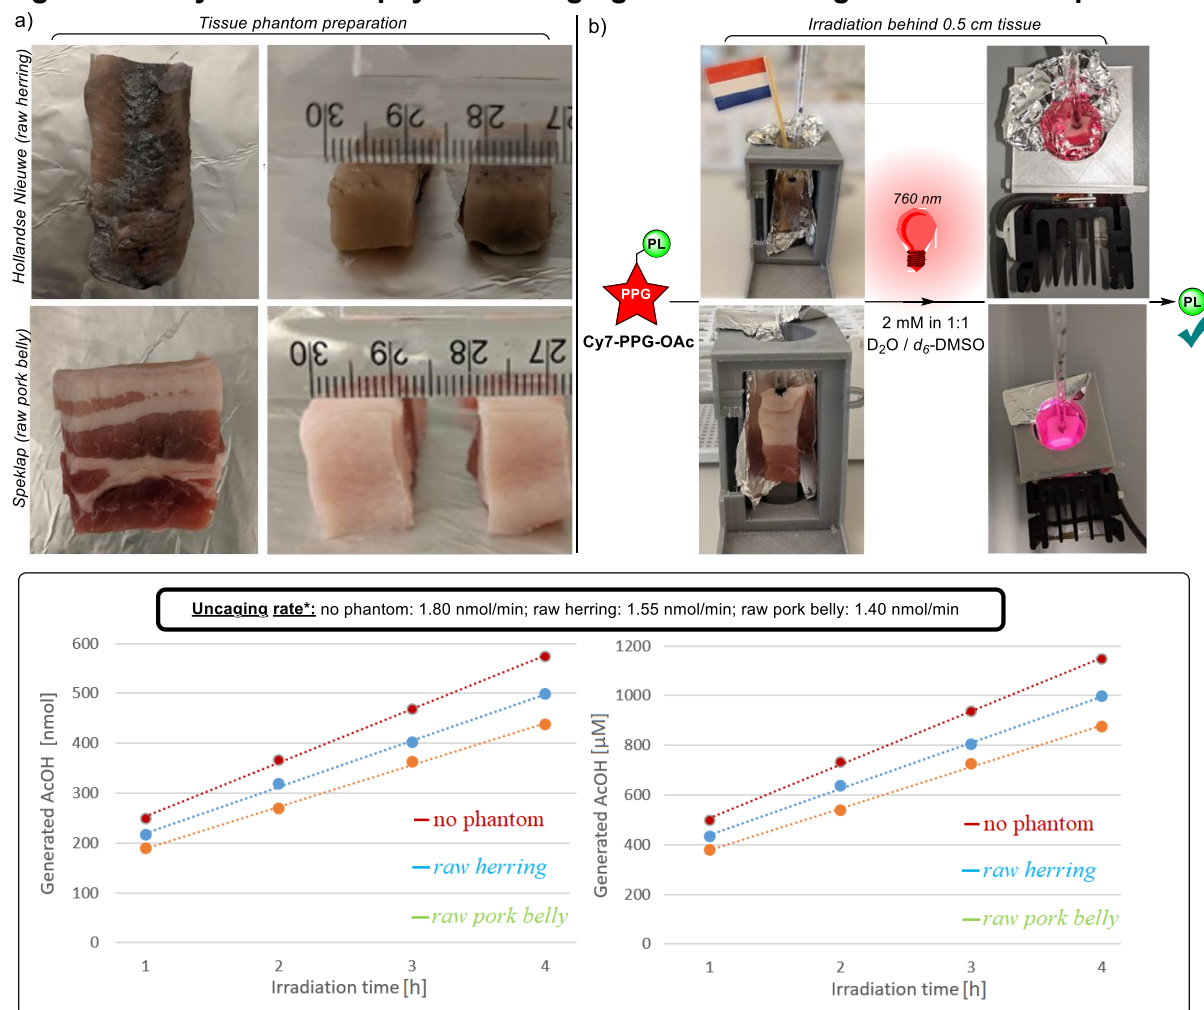 a)
Tissue phantom preparation
b)
Irradiation behind 0.5 cm tissue
Hollandse Nieuwe (raw herring)
30 29 28 27
Speklap (raw pork belly)
30 29 28 27
PL
PPG
Cy7-PPG-OAc
760 nm
2 mM in 1:1
D₂O / d₆-DMSO
PL
Uncaging rate*: no phantom: 1.80 nmol/min; raw herring: 1.55 nmol/min; raw pork belly: 1.40 nmol/min
Generated AcOH [nmol]
600
500
400
300
200
100
0
1 2 3 4
Irradiation time [h]
no phantom
raw herring
raw pork belly
Generated AcOH [µM]
1200
1000
800
600
400
200
0
1 2 3 4
Irradiation time [h]
no phantom
raw herring
raw pork belly